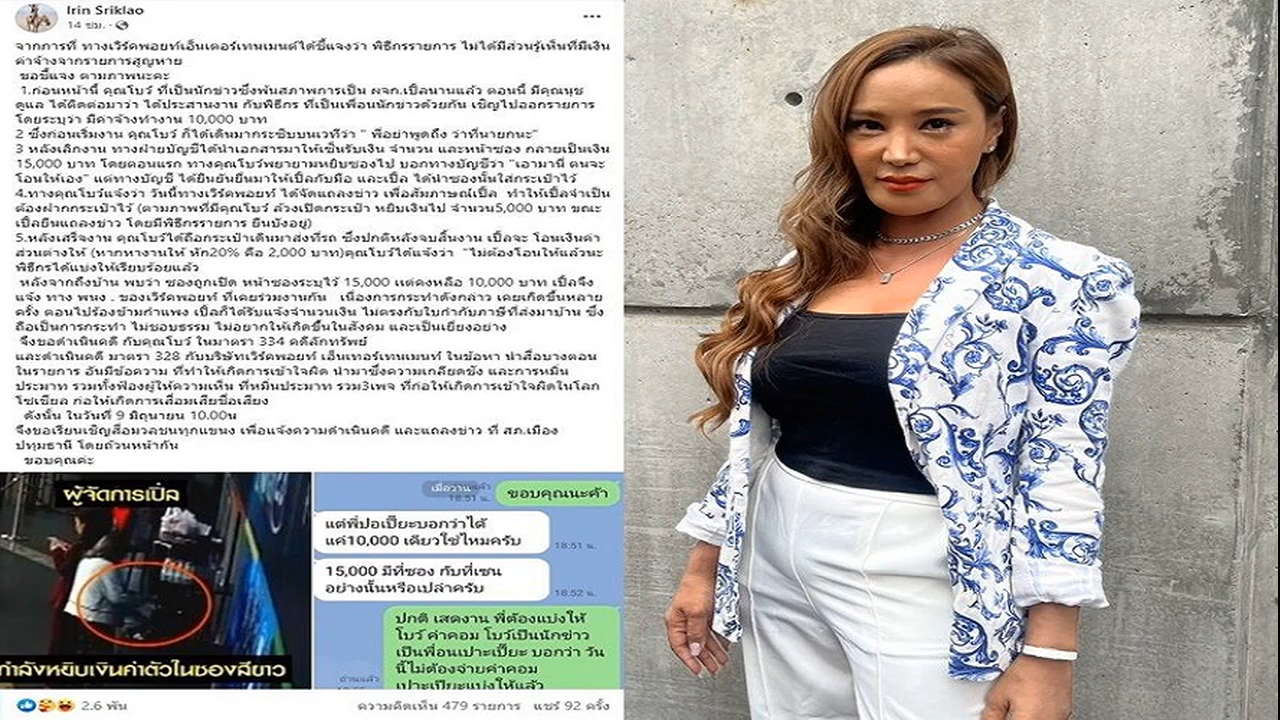 Irin Sriklao
14 ชม.
จากการที่ ทางเวิร์คพอยท์เอ็นเตอร์เทนเมนต์ได้ชี้แจงว่า พิธีกรรายการ ไม่ได้มีส่วนรู้เห็นที่มีเงิน
ค่าจ้างจากรายการสูญหาย
ขอชี้แจง ตามภาพนะคะ
1.ก่อนหน้านี้ คุณโบว์ ที่เป็นนักข่าวซึ่งพ้นสภาพการเป็น ผจก.เปิ้ลนานแล้ว ตอนนี้ มีคุณนุช
ดูแล ได้ติดต่อมาว่า ได้ประสานงาน กับพิธีกร ที่เป็นเพื่อนนักข่าวด้วยกัน เชิญไปออกรายการ
โดยระบุว่า มีค่าจ้างทำงาน 10,000 บาท
2 ซึ่งก่อนเริ่มงาน คุณโบว์ ก็ได้เดินมากระซิบบนเวทีว่า " พี่อย่าพูดถึง ว่าที่นายกนะ"
3 หลังเลิกงาน ทางฝ่ายบัญชีได้นำเอกสารมาให้เซ็นรับเงิน จำนวน และหน้าซอง กลายเป็นเงิน
15,000 บาท โดยตอนแรก ทางคุณโบว์พยายามหยิบซองไป บอกทางบัญชีว่า "เอามานี่ ตนจะ
โอนให้เอง" แต่ทางบัญชี ได้ยืนยันยื่นมาให้เปิ้ลกับมือ และเปิ้ล ได้นำซองนั้นใส่กระเป๋าไว้
4.ทางคุณโบว์แจ้งว่า วันนี้ทางเวิร์คพอยท์ ได้จัดแถลงข่าว เพื่อสัมภาษณ์เปิ้ล ทำให้เปิ้ลจำเป็น
ต้องฝากกระเป๋าไว้ (ตามภาพที่มีคุณโบว์ ล้วงเปิดกระเป๋า หยิบเงินไป จำนวน5,000 บาท ขณะ
เปิ้ลยืนแถลงข่าว โดยมีพิธีกรรายการ ยืนบังอยู่)
5.หลังเสร็จงาน คุณโบว์ได้ถือกระเป๋าเดินมาส่งที่รถ ซึ่งปกติหลังจบสิ้นงาน เปิ้ลจะ โอนเงินค่า
ส่วนต่างให้ (หากหางานให้ หัก20% คือ 2,000 บาท)คุณโบว์ได้แจ้งว่า "ไม่ต้องโอนให้แล้วนะ
พิธีกรได้แบ่งให้เรียบร้อยแล้ว
หลังจากถึงบ้าน พบว่า ซองถูกเปิด หน้าซองระบุไว้ 15,000 แต่คงเหลือ 10,000 บาท เปิ้ลจึง
แจ้ง ทาง พนง . ของเวิร์คพอยท์ ที่เคยร่วมงานกัน เนื่องการกระทำดังกล่าว เคยเกิดขึ้นหลาย
ครั้ง ตอนไปร้องข้ามกำแพง เปิ้ลก็ได้รับแจ้งจำนวนเงิน ไม่ตรงกับใบกำกับภาษีที่ส่งมาบ้าน ซึ่ง
ถือเป็นการกระทำ ไม่ชอบธรรม ไม่อยากให้เกิดขึ้นในสังคม และเป็นเยี่ยงอย่าง
จึงขอดำเนินคดี กับคุณโบว์ ในมาตรา 334 คดีลักทรัพย์
และดำเนินคดี มาตรา 328 กับบริษัทเวิร์คพอยท์ เอ็นเทอร์เทนเมนท์ ในข้อหา นำสื่อบางตอน
ในรายการ อันมีข้อความ ที่ทำให้เกิดการเข้าใจผิด นำมาซึ่งความเกลียดชัง และการหมิ่น
ประมาท รวมทั้งฟ้องผู้ให้ความเห็น ที่หมิ่นประมาท รวม3เพจ ที่ก่อให้เกิดการเข้าใจผิดในโลก
โซเชียล ก่อให้เกิดการเสื่อมเสียชื่อเสียง
ดังนั้น ในวันที่ 9 มิถุนายน 10.00น
จึงขอเรียนเชิญสื่อมวลชนทุกแขนง เพื่อแจ้งความดำเนินคดี และแถลงข่าว ที่ สภ.เมือง
ปทุมธานี โดยถ้วนหน้ากัน
ขอบคุณค่ะ
ผู้จัดการเปิ้ล
กำลังหยิบเงินค่าตัวในซองสีขาว
เมื่อวาน
18:51 น.
ขอบคุณนะค้า
แต่พี่ปอเปี๊ยะบอกว่าได้
แค่10,000 เดียวใช่ไหมครับ
18:51 น.
15,000 มีที่ซอง กับที่เซน
อย่างนั้นหรือเปล่าครับ
18:52 น.
ปกติ เสดงาน พี่ต้องแบ่งให้
โบว์ ค่าคอม โบว์เป็นนักข่าว
เป็นพื่อนเปาะเปี๊ยะ บอกว่า วัน
นี้ไม่ต้องจ่ายค่าคอม
เปาะเปียะแบ่งให้แล้ว
อ่านแล้ว
2.6 พัน
ความคิดเห็น 479 รายการ แชร์ 92 ครั้ง